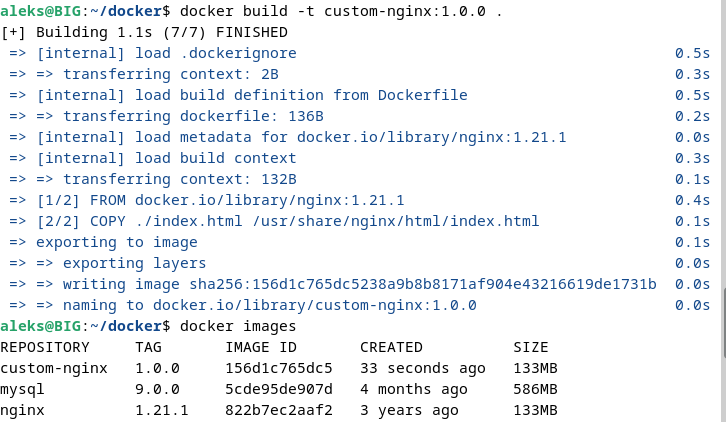 aleks@BIG:~/docker$ docker build -t custom-nginx:1.0.0 .
[+] Building 1.1s (7/7) FINISHED
=> [internal] load .dockerignore 0.5s
=> => transferring context: 2B 0.3s
=> [internal] load build definition from Dockerfile 0.5s
=> => transferring dockerfile: 136B 0.2s
=> [internal] load metadata for docker.io/library/nginx:1.21.1 0.0s
=> [internal] load build context 0.3s
=> => transferring context: 132B 0.1s
=> [1/2] FROM docker.io/library/nginx:1.21.1 0.4s
=> [2/2] COPY ./index.html /usr/share/nginx/html/index.html 0.1s
=> exporting to image 0.1s
=> => exporting layers 0.0s
=> => writing image sha256:156d1c765dc5238a9b8b8171af904e43216619de1731b 0.0s
=> => naming to docker.io/library/custom-nginx:1.0.0 0.0s
aleks@BIG:~/docker$ docker images
REPOSITORY TAG IMAGE ID CREATED SIZE
custom-nginx 1.0.0 156d1c765dc5 33 seconds ago 133MB
mysql 9.0.0 5cde95de907d 4 months ago 586MB
nginx 1.21.1 822b7ec2aaf2 3 years ago 133MB